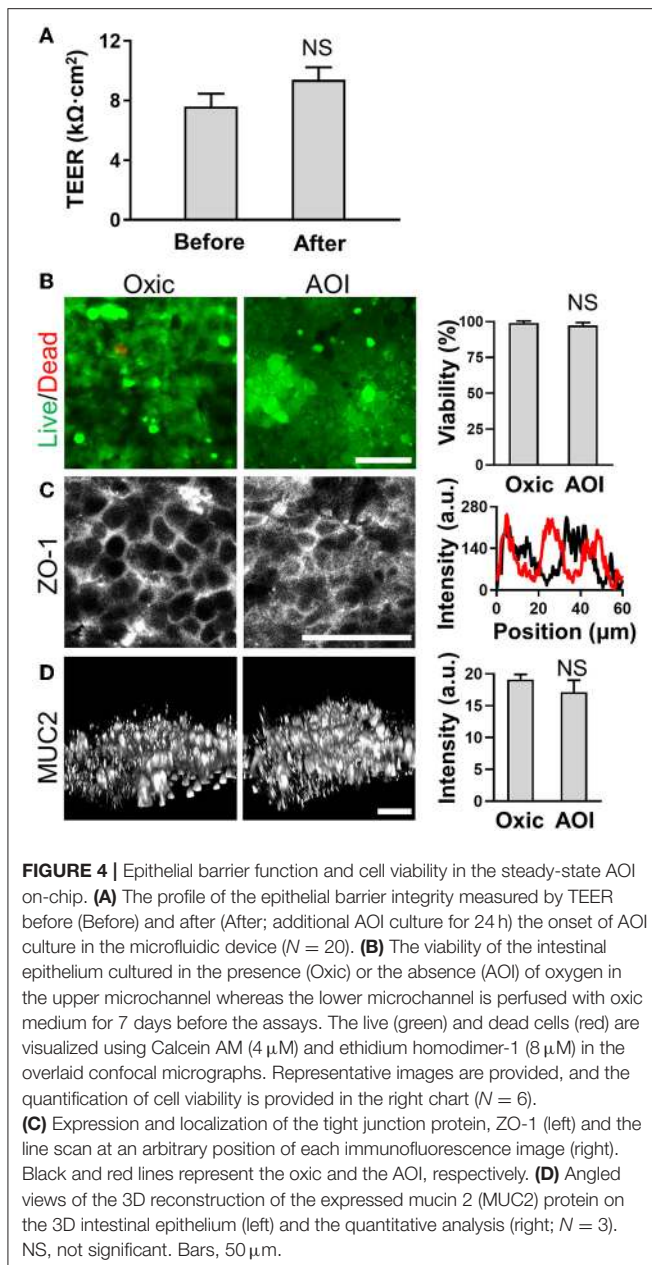 A
TEER (kΩ·cm²)
12
8
4
0
NS
Before
After
B
Oxic
AOI
Live/Dead
Viability (%)
100
75
50
25
0
NS
Oxic
AOI
C
ZO-1
Intensity (a.u.)
280
140
0
0
20
40
60
Position (µm)
D
MUC2
Intensity (a.u.)
20
15
10
5
0
NS
Oxic
AOI
FIGURE 4 | Epithelial barrier function and cell viability in the steady-state AOI
on-chip. (A) The profile of the epithelial barrier integrity measured by TEER
before (Before) and after (After; additional AOI culture for 24 h) the onset of AOI
culture in the microfluidic device (N = 20). (B) The viability of the intestinal
epithelium cultured in the presence (Oxic) or the absence (AOI) of oxygen in
the upper microchannel whereas the lower microchannel is perfused with oxic
medium for 7 days before the assays. The live (green) and dead cells (red) are
visualized using Calcein AM (4 µM) and ethidium homodimer-1 (8 µM) in the
overlaid confocal micrographs. Representative images are provided, and the
quantification of cell viability is provided in the right chart (N = 6).
(C) Expression and localization of the tight junction protein, ZO-1 (left) and the
line scan at an arbitrary position of each immunofluorescence image (right).
Black and red lines represent the oxic and the AOI, respectively. (D) Angled
views of the 3D reconstruction of the expressed mucin 2 (MUC2) protein on
the 3D intestinal epithelium (left) and the quantitative analysis (right; N = 3).
NS, not significant. Bars, 50 µm.